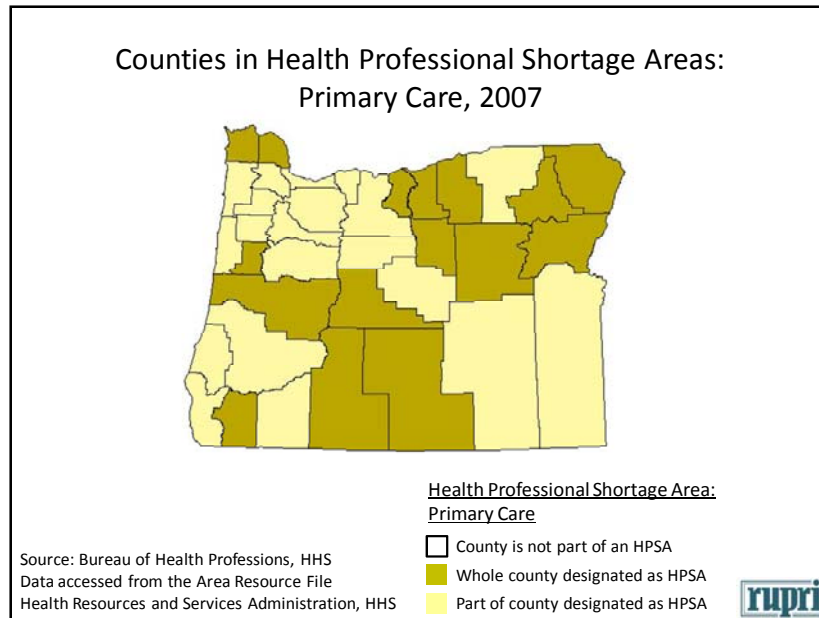 Counties in Health Professional Shortage Areas:
Primary Care, 2007
Health Professional Shortage Area:
Primary Care
County is not part of an HPSA
Whole county designated as HPSA
Part of county designated as HPSA
Source: Bureau of Health Professions, HHS
Data accessed from the Area Resource File
Health Resources and Services Administration, HHS
rupri